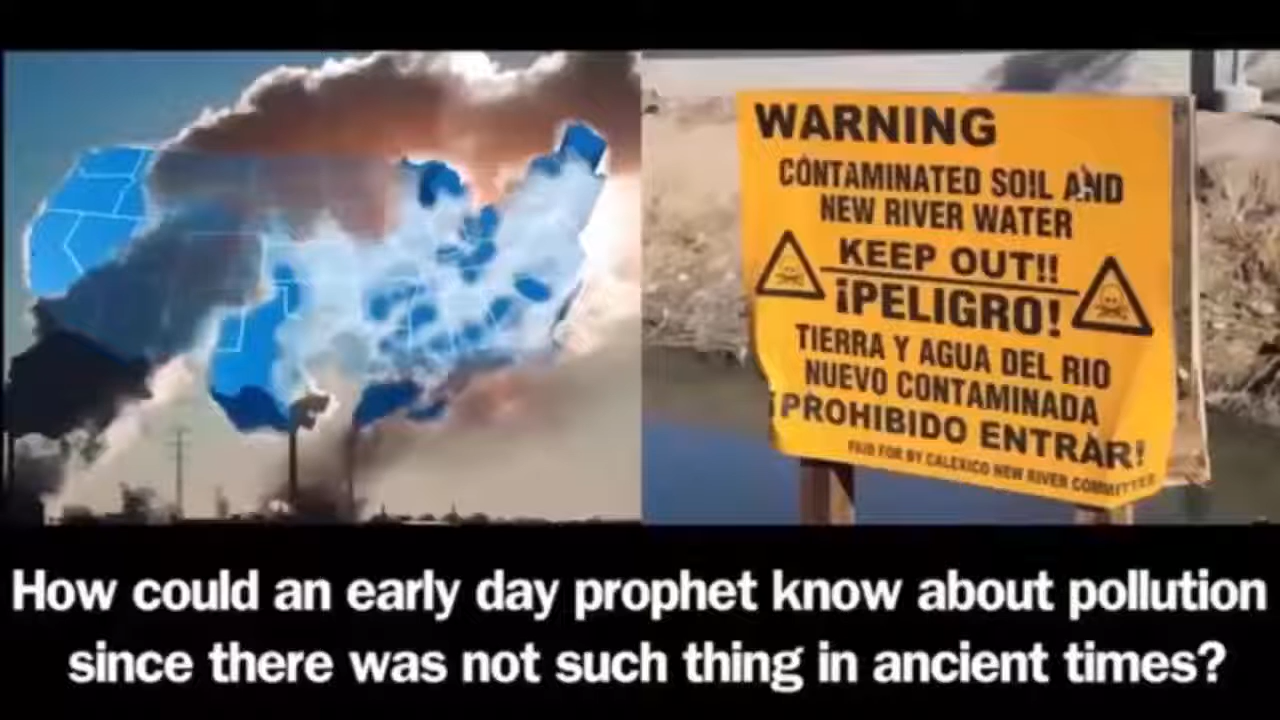 WARNING
CONTAMINATED SOIL AND
NEW RIVER WATER
KEEP OUT!!
¡PELIGRO!
TIERRA Y AGUA DEL RIO
NUEVO CONTAMINADA
¡PROHIBIDO ENTRAR!
PAID FOR BY CALEXICO NEW RIVER COMMITTEE
How could an early day prophet know about pollution
since there was not such thing in ancient times?